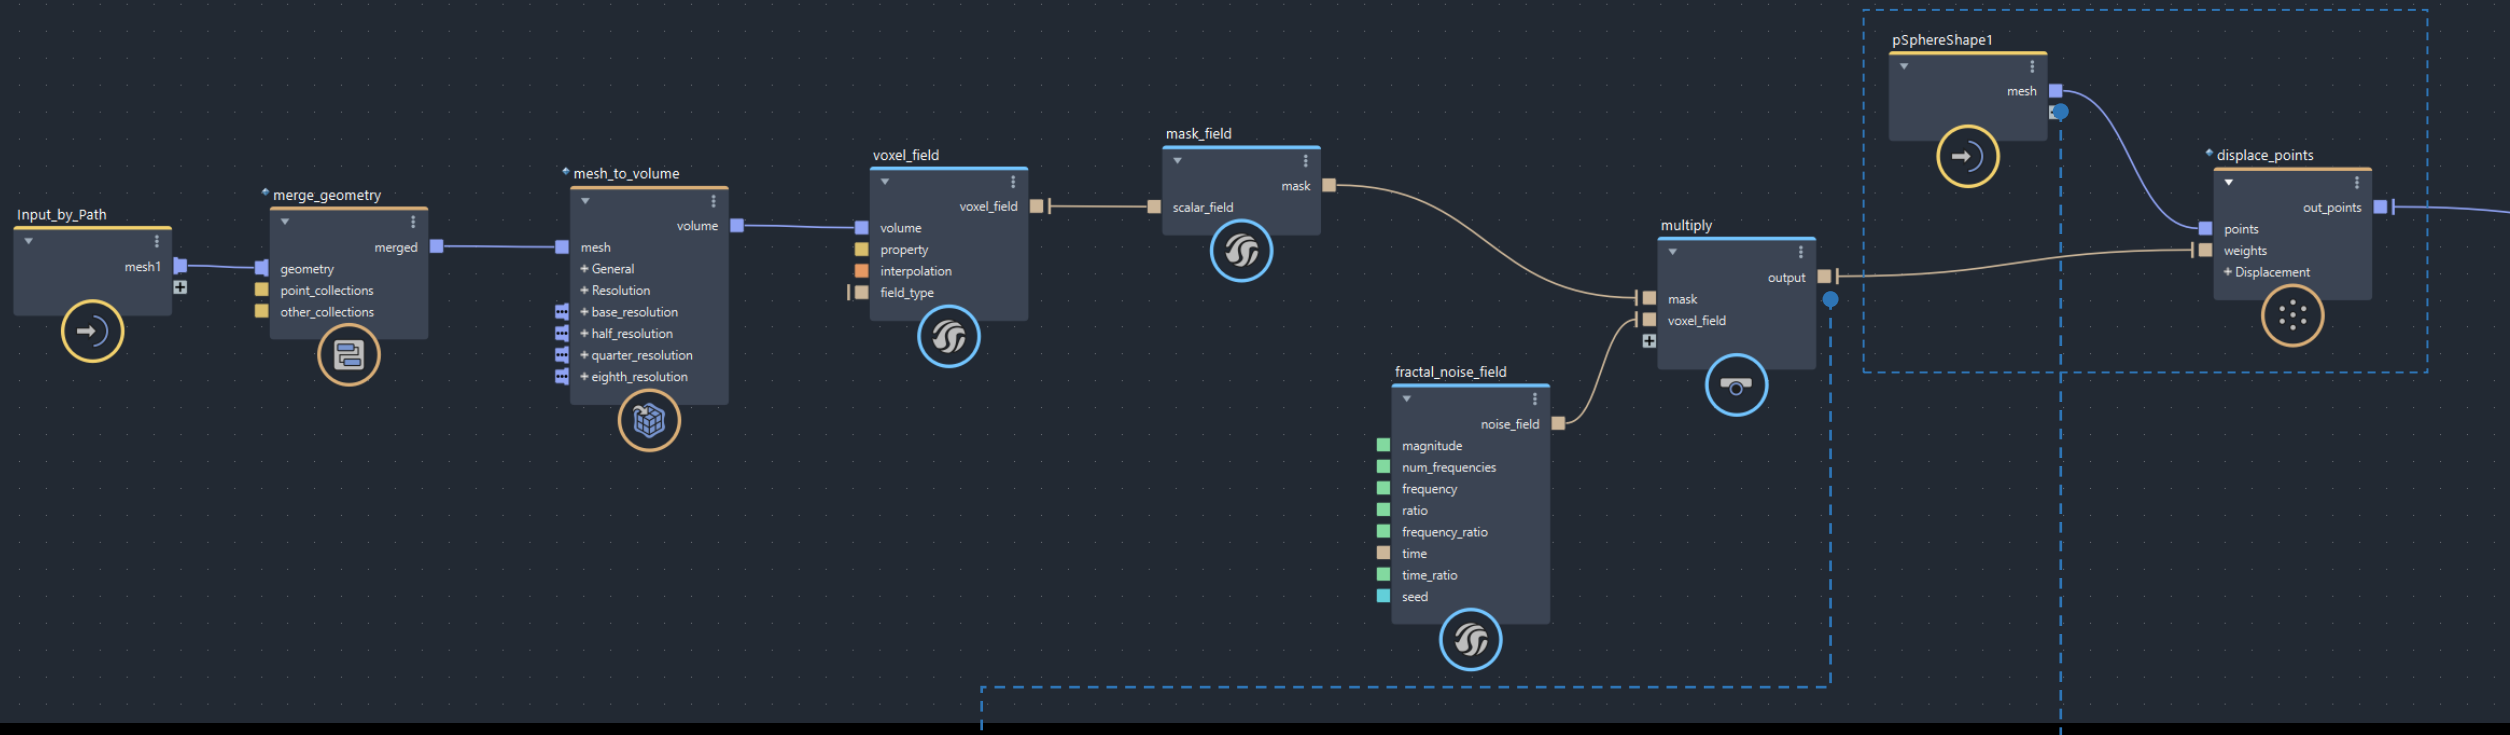 Input_by_Path
mesh1
merge_geometry
merged
geometry
point_collections
other_collections
mesh_to_volume
volume
mesh
+ General
+ Resolution
+ base_resolution
+ half_resolution
+ quarter_resolution
+ eighth_resolution
voxel_field
voxel_field
volume
property
interpolation
field_type
mask_field
mask
scalar_field
fractal_noise_field
noise_field
magnitude
num_frequencies
frequency
ratio
frequency_ratio
time
time_ratio
seed
multiply
output
mask
voxel_field
pSphereShape1
mesh
displace_points
out_points
points
weights
+ Displacement